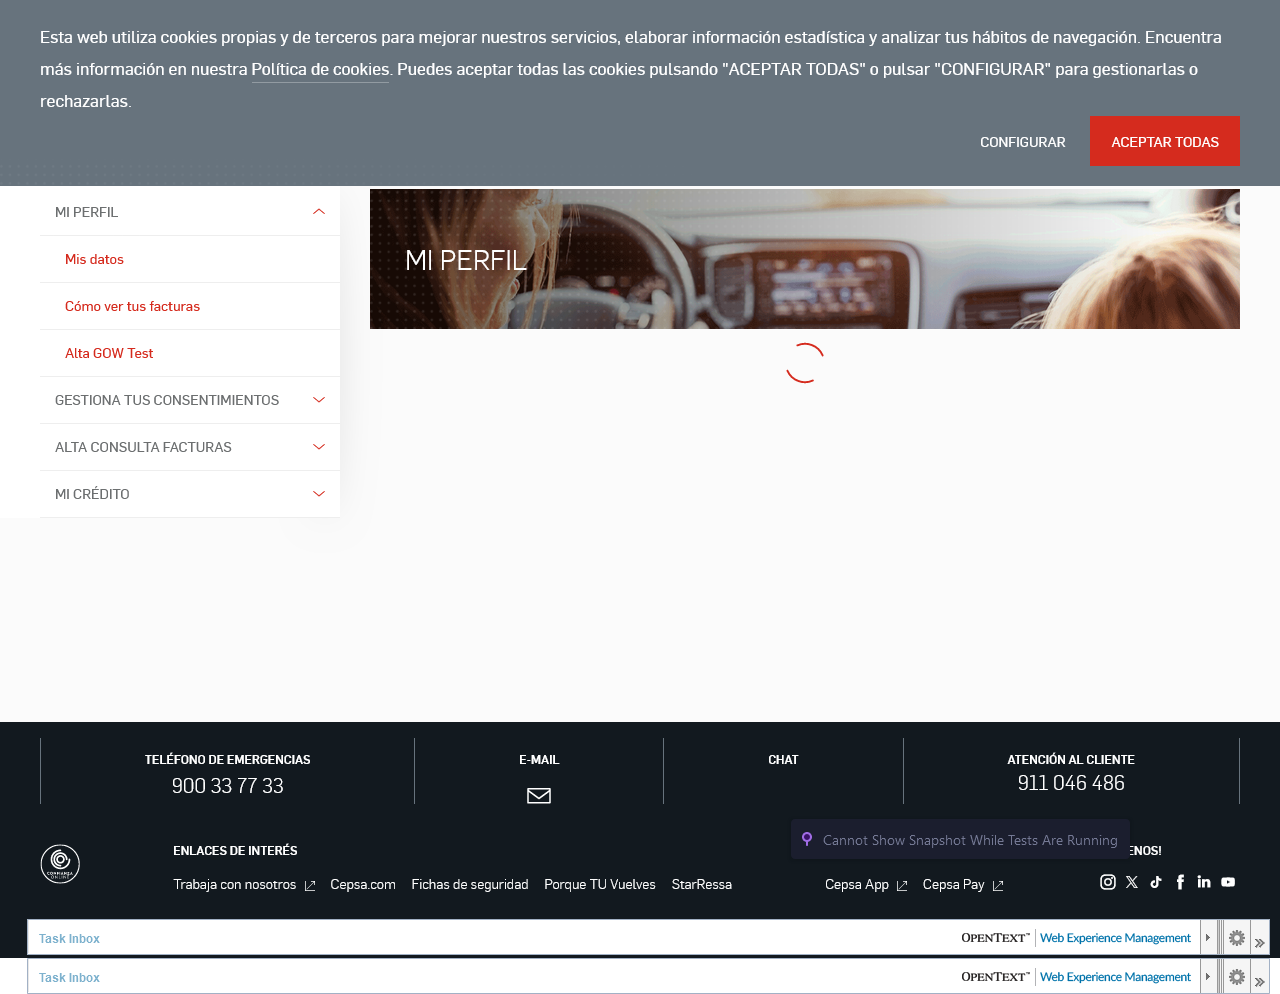 Esta web utiliza cookies propias y de terceros para mejorar nuestros servicios, elaborar información estadística y analizar tus hábitos de navegación. Encuentra
más información en nuestra Política de cookies. Puedes aceptar todas las cookies pulsando "ACEPTAR TODAS" o pulsar "CONFIGURAR" para gestionarlas o
rechazarlas.
CONFIGURAR
ACEPTAR TODAS
MI PERFIL
Mis datos
Cómo ver tus facturas
Alta GOW Test
GESTIONA TUS CONSENTIMIENTOS
ALTA CONSULTA FACTURAS
MI CRÉDITO
MI PERFIL
TELÉFONO DE EMERGENCIAS
900 33 77 33
E-MAIL
CHAT
ATENCIÓN AL CLIENTE
911 046 486
Cannot Show Snapshot While Tests Are Running
CONFIANZA
ONLINE
ENLACES DE INTERÉS
ENOS!
Trabaja con nosotros Cepsa.com Fichas de seguridad Porque TU Vuelves StarRessa Cepsa App Cepsa Pay
Task Inbox
OPENTEXT™ Web Experience Management
Task Inbox
OPENTEXT™ Web Experience Management